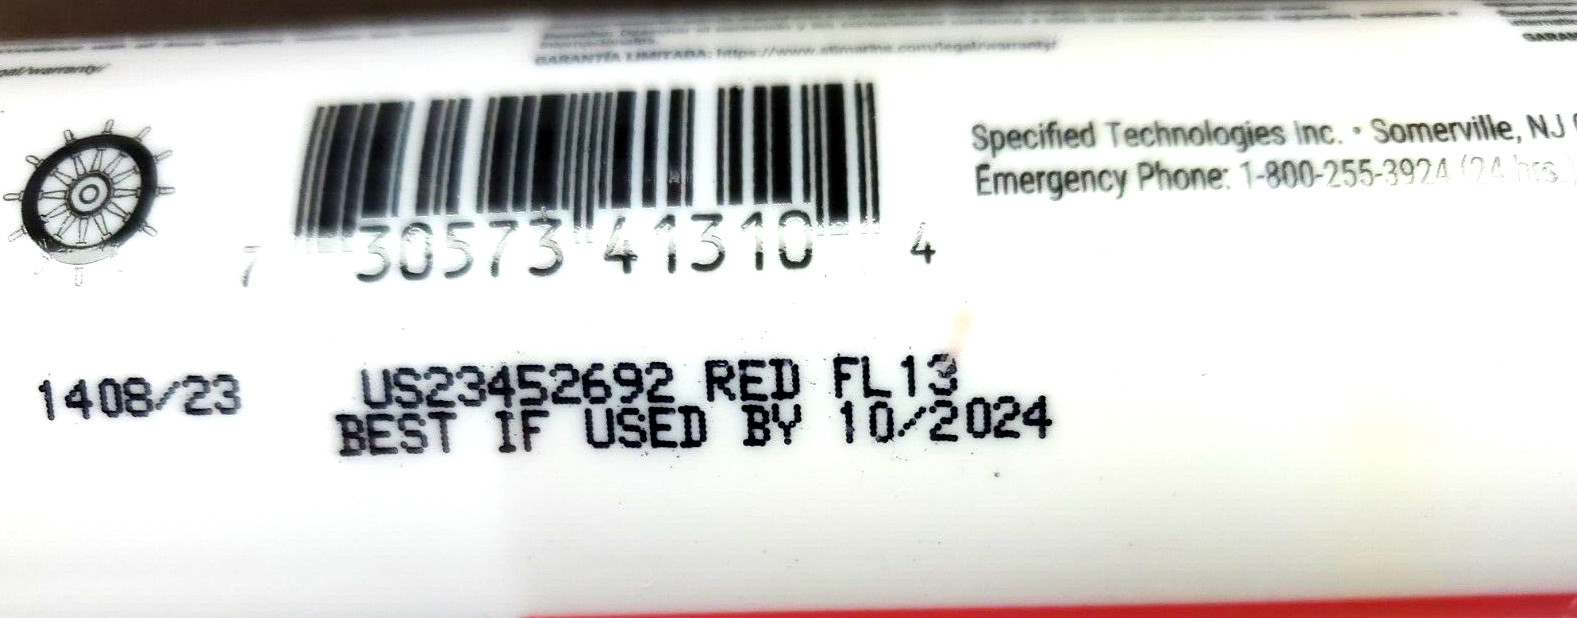 GARANTÍA LIMITADA: https://www.stimarine.com/legal/warranty/
Specified Technologies Inc. • Somerville, NJ
Emergency Phone: 1-800-255-3924 (24 hrs.)
7 30573 41310 4
1408/23 US23452692 RED FL13
BEST IF USED BY 10/2024